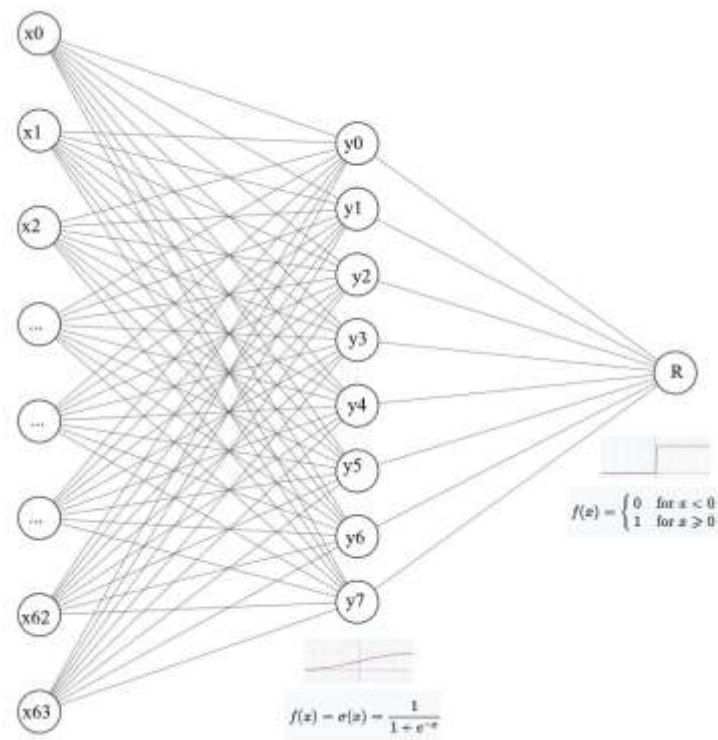 x0
x1
x2
...
...
...
x62
x63
y0
y1
y2
y3
y4
y5
y6
y7
R
f(x) = { 0 for x < 0
1 for x ⩾ 0
f(x) = σ(x) = 1 / (1 + e^{-x})